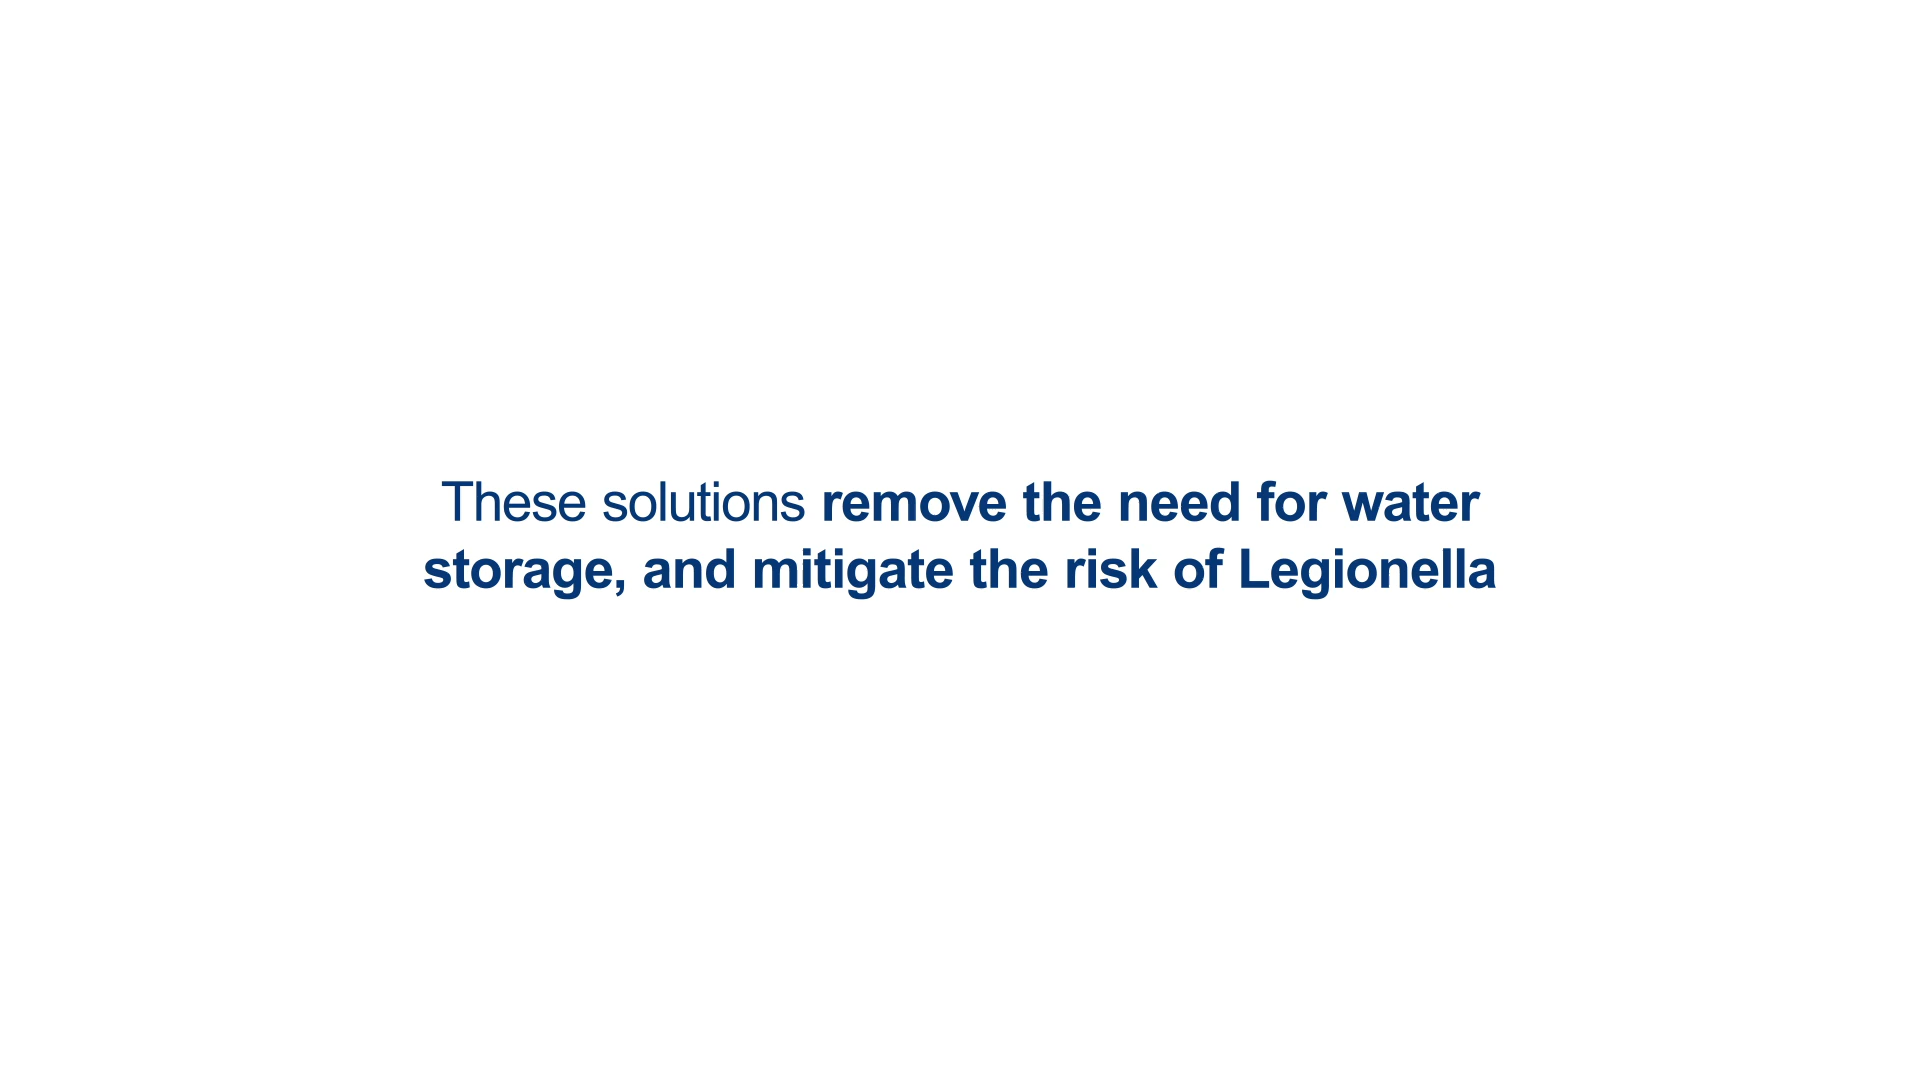 These solutions remove the need for water
storage, and mitigate the risk of Legionella